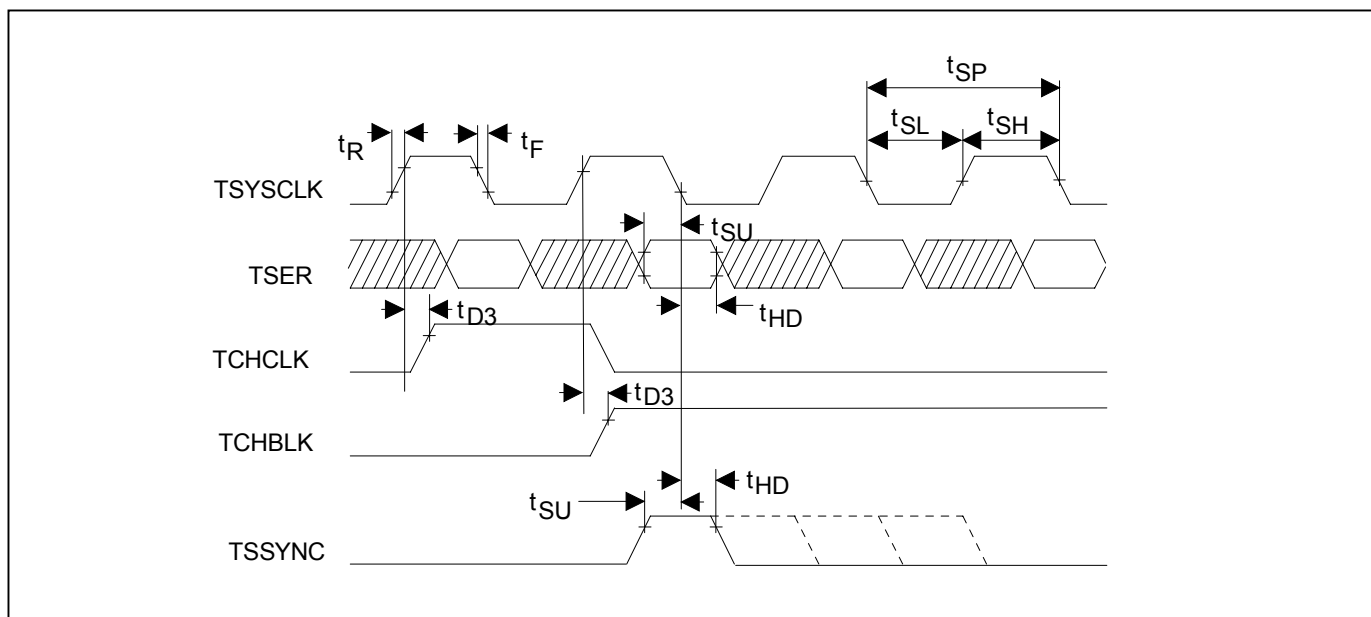 tSP
tSL tSH
tR tF
TSYSCLK
tSU
TSER
tD3 tHD
TCHCLK
tD3
TCHBLK
tHD
tSU
TSSYNC